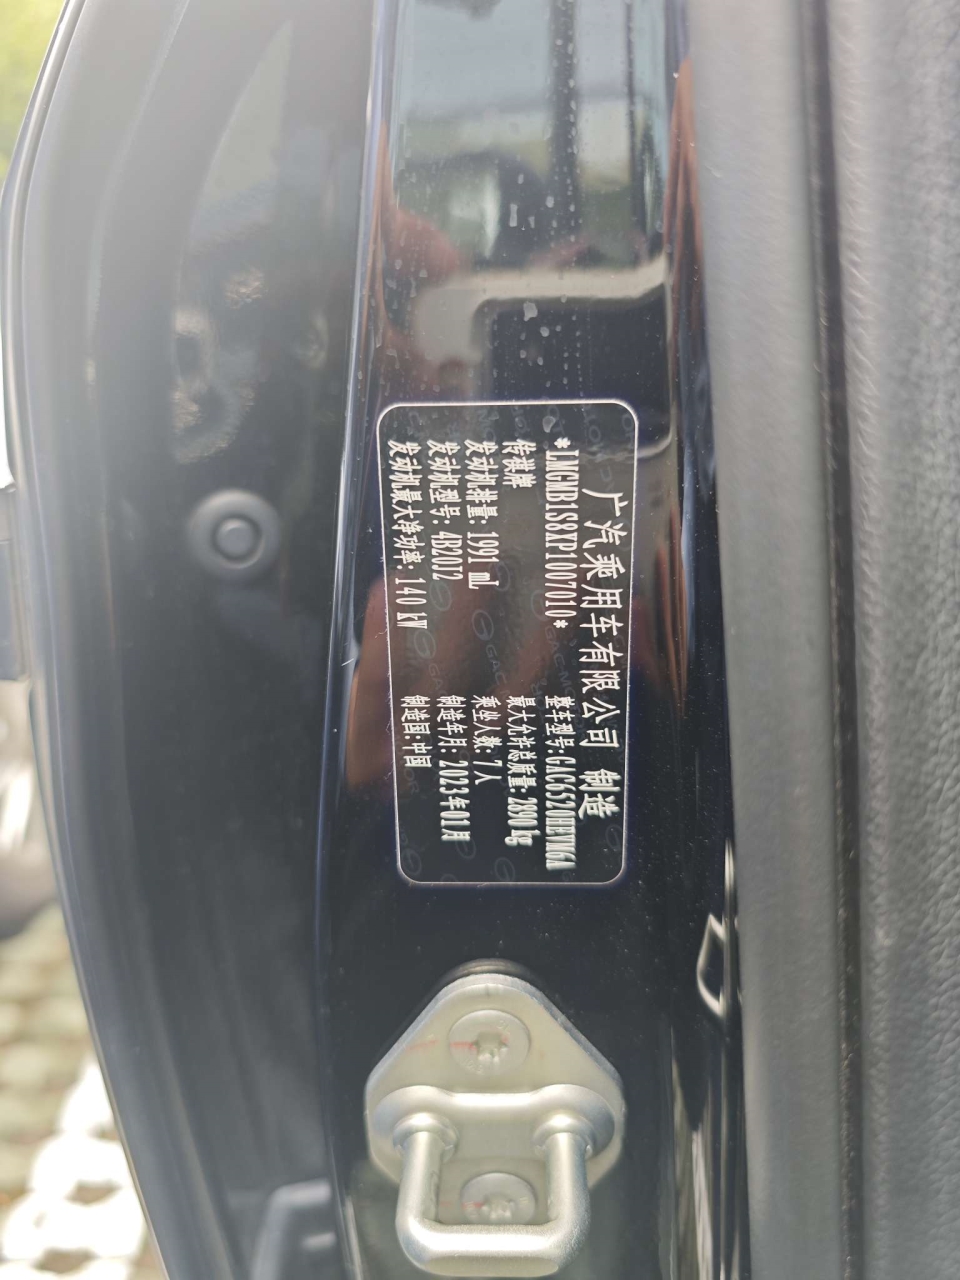 广汽乘用车有限公司 制造
*LMGMB1S8XP1007010*
整车型号:GAC6520HEVM6A
传祺牌
最大允许总质量: 2890 kg
发动机排量: 1991 mL
乘坐人数: 7人
发动机型号: 4B20J2
制造年月: 2023年01月
发动机最大净功率: 140 kW
制造国: 中国